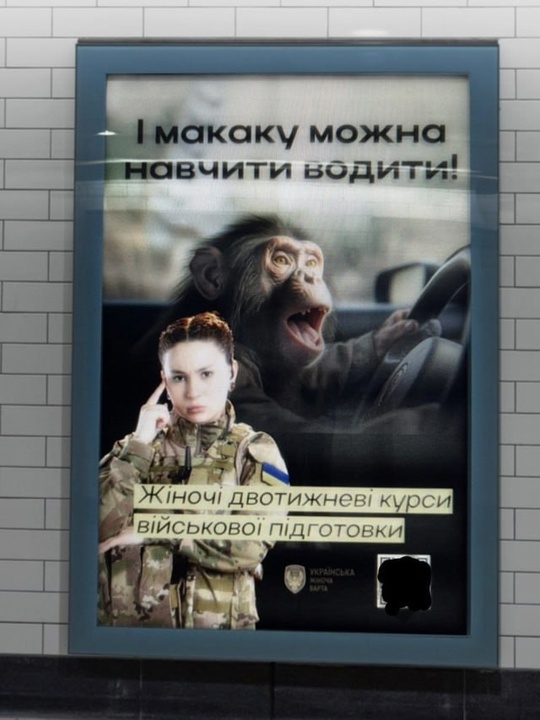 І макаку можна
навчити водити!
Жіночі двотижневі курси
військової підготовки
УКРАЇНСЬКА
ЖІНОЧА
ВАРТА